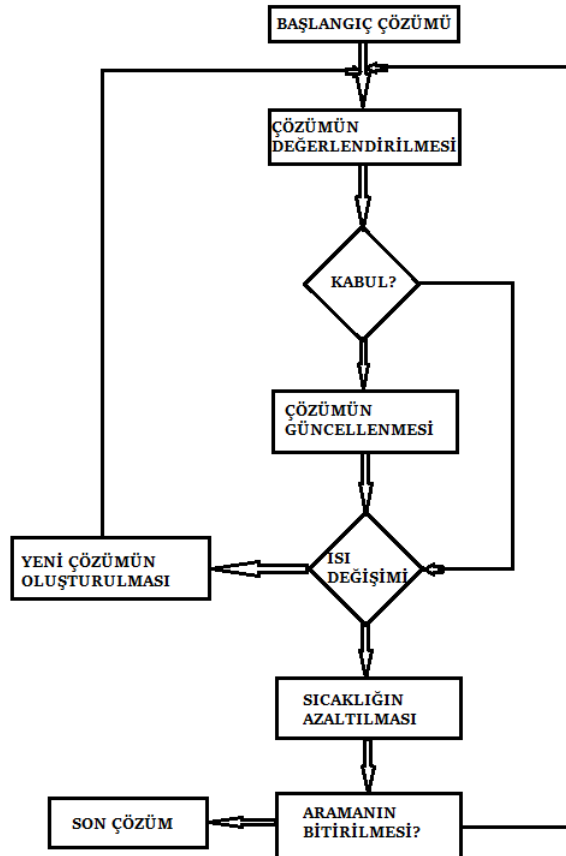 BAŞLANGIÇ ÇÖZÜMÜ
ÇÖZÜMÜN
DEĞERLENDİRİLMESİ
KABUL?
ÇÖZÜMÜN
GÜNCELLENMESİ
ISI
DEĞİŞİMİ
YENİ ÇÖZÜMÜN
OLUŞTURULMASI
SICAKLIĞIN
AZALTILMASI
ARAMANIN
BİTİRİLMESİ?
SON ÇÖZÜM